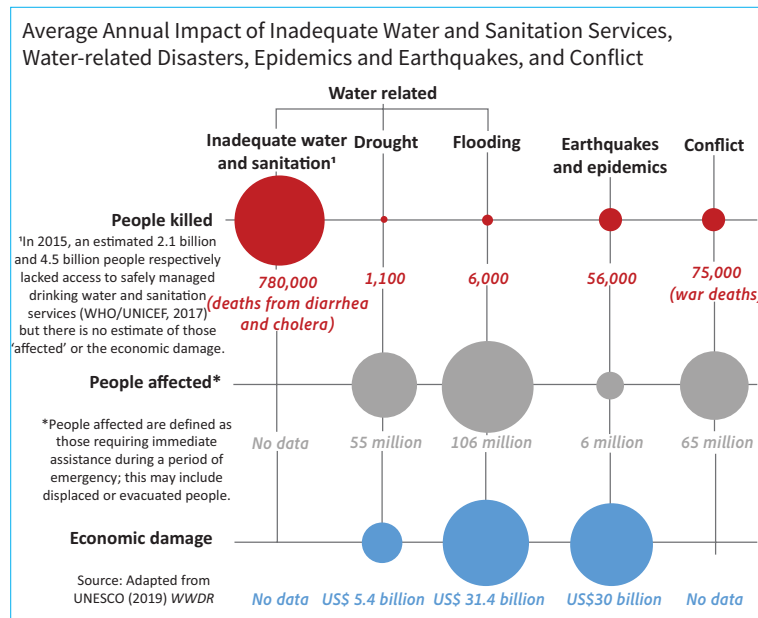 Average Annual Impact of Inadequate Water and Sanitation Services,
Water-related Disasters, Epidemics and Earthquakes, and Conflict
Water related
Inadequate water
and sanitation¹
Drought
Flooding
Earthquakes
and epidemics
Conflict
People killed
¹In 2015, an estimated 2.1 billion
and 4.5 billion people respectively
lacked access to safely managed
drinking water and sanitation
services (WHO/UNICEF, 2017)
but there is no estimate of those
‘affected’ or the economic damage.
780,000
(deaths from diarrhea
and cholera)
1,100
6,000
56,000
75,000
(war deaths)
People affected*
*People affected are defined as
those requiring immediate
assistance during a period of
emergency; this may include
displaced or evacuated people.
No data
55 million
106 million
6 million
65 million
Economic damage
Source: Adapted from
UNESCO (2019) WWDR
No data
US$ 5.4 billion
US$ 31.4 billion
US$30 billion
No data